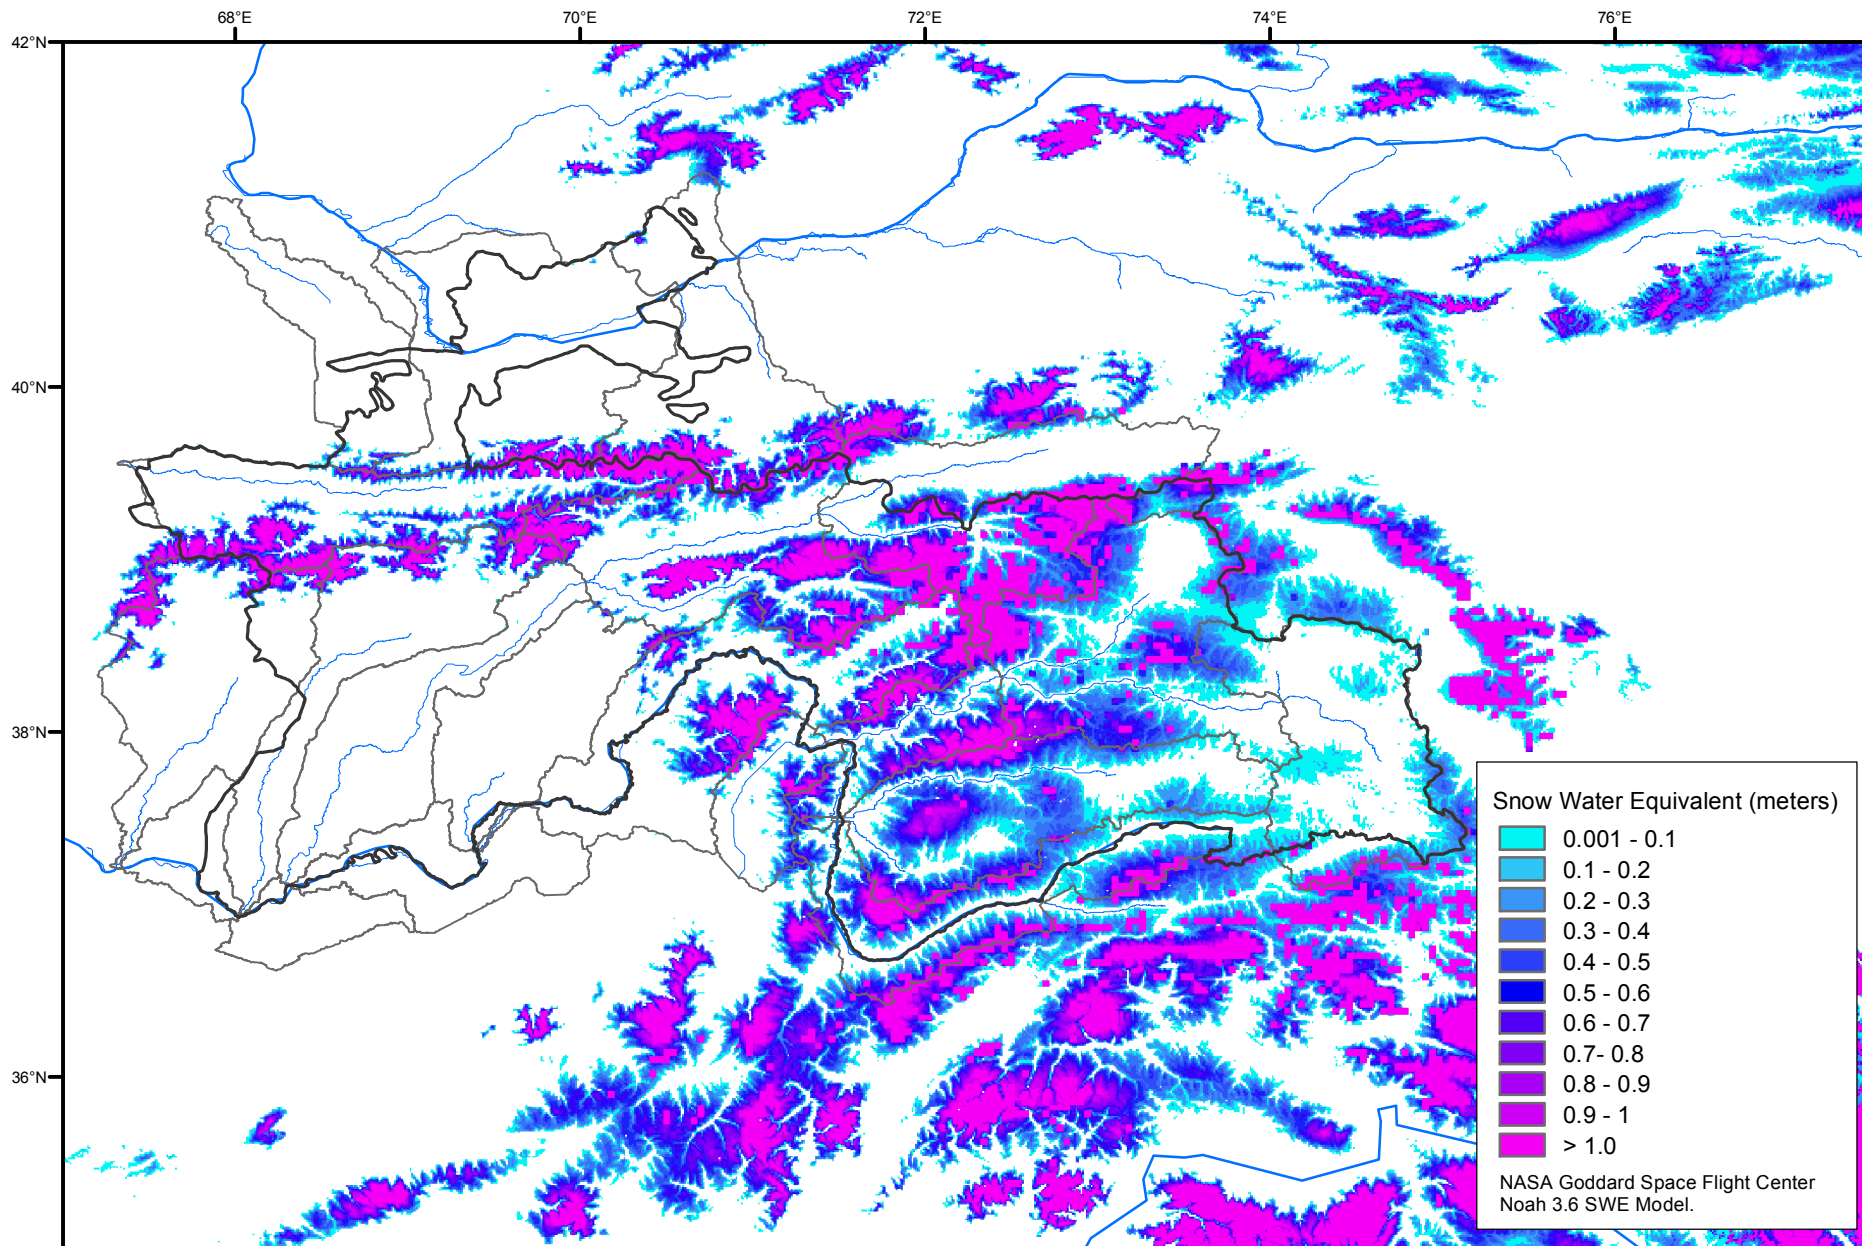 68°E 70°E 72°E 74°E 76°E
42°N
40°N
38°N
36°N
Snow Water Equivalent (meters)
0.001 - 0.1
0.1 - 0.2
0.2 - 0.3
0.3 - 0.4
0.4 - 0.5
0.5 - 0.6
0.6 - 0.7
0.7- 0.8
0.8 - 0.9
0.9 - 1
> 1.0
NASA Goddard Space Flight Center
Noah 3.6 SWE Model.